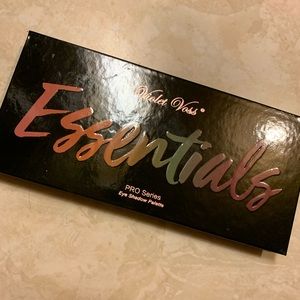 Violet Voss®
Essentials
PRO Series
Eye Shadow Palette